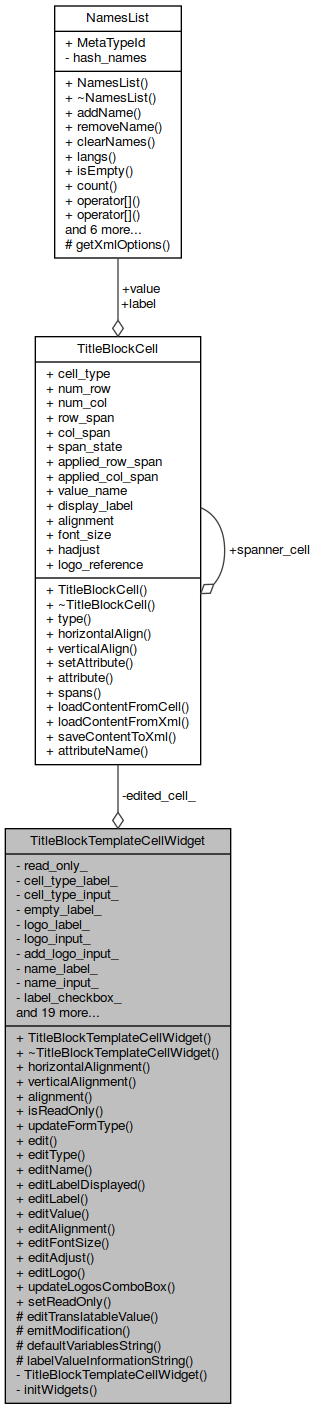 NamesList
+ MetaTypeId
- hash_names
+ NamesList()
+ ~NamesList()
+ addName()
+ removeName()
+ clearNames()
+ langs()
+ isEmpty()
+ count()
+ operator[]()
+ operator[]()
and 6 more...
# getXmlOptions()
+value
+label
TitleBlockCell
+ cell_type
+ num_row
+ num_col
+ row_span
+ col_span
+ span_state
+ applied_row_span
+ applied_col_span
+ value_name
+ display_label
+ alignment
+ font_size
+ hadjust
+ logo_reference
+ TitleBlockCell()
+ ~TitleBlockCell()
+ type()
+ horizontalAlign()
+ verticalAlign()
+ setAttribute()
+ attribute()
+ spans()
+ loadContentFromCell()
+ loadContentFromXml()
+ saveContentToXml()
+ attributeName()
+spanner_cell
-edited_cell_
TitleBlockTemplateCellWidget
- read_only_
- cell_type_label_
- cell_type_input_
- empty_label_
- logo_label_
- logo_input_
- add_logo_input_
- name_label_
- name_input_
- label_checkbox_
and 19 more...
+ TitleBlockTemplateCellWidget()
+ ~TitleBlockTemplateCellWidget()
+ horizontalAlignment()
+ verticalAlignment()
+ alignment()
+ isReadOnly()
+ updateFormType()
+ edit()
+ editType()
+ editName()
+ editLabelDisplayed()
+ editLabel()
+ editValue()
+ editAlignment()
+ editFontSize()
+ editAdjust()
+ editLogo()
+ updateLogosComboBox()
+ setReadOnly()
# editTranslatableValue()
# emitModification()
# defaultVariablesString()
# labelValueInformationString()
- TitleBlockTemplateCellWidget()
- initWidgets()